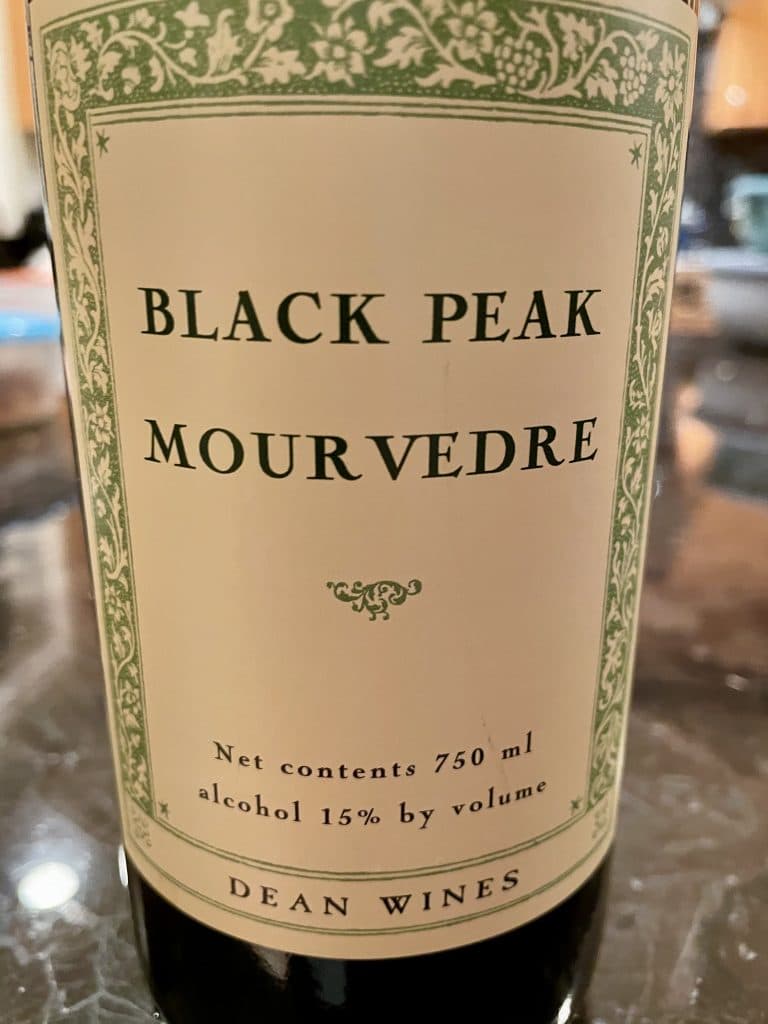 BLACK PEAK
MOURVEDRE
Net contents 750 ml
alcohol 15% by volume
DEAN WINES